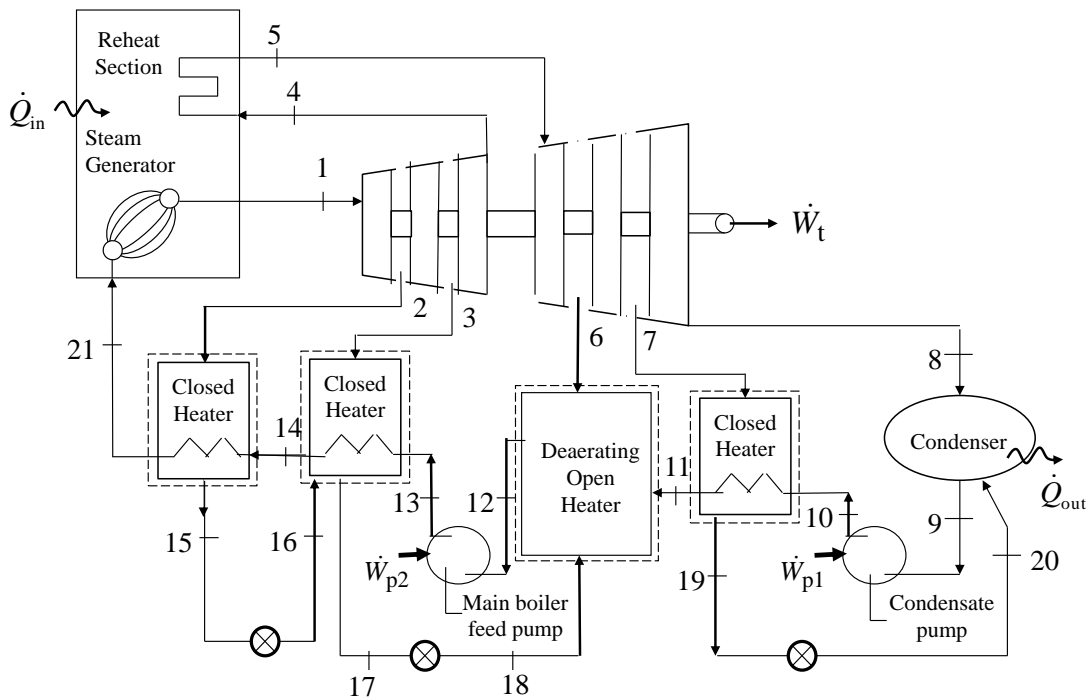 5
Reheat
Section
4
Q̇in
Steam
Generator
1
Ẇt
2
3
6
7
8
21
Closed
Heater
Closed
Heater
Closed
Heater
14
Deaerating
Open
Heater
11
Condenser
Q̇out
13
12
10
9
15
16
Ẇp2
19
Ẇp1
20
Main boiler
feed pump
Condensate
pump
17
18